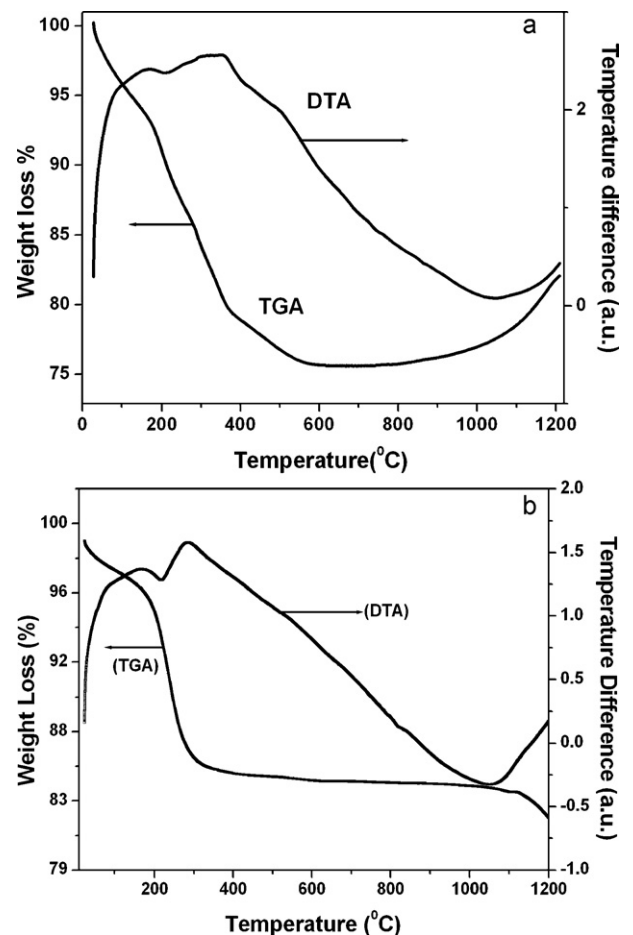 a
100
95
90
85
80
75
Weight loss %
DTA
TGA
2
0
Temperature difference (a.u.)
0 200 400 600 800 1000 1200
Temperature(⁰C)
b
100
96
92
88
83
79
Weight Loss (%)
(DTA)
(TGA)
2.0
1.5
1.0
0.5
0.0
-0.5
-1.0
Temperature Difference (a.u.)
200 400 600 800 1000 1200
Temperature (⁰C)